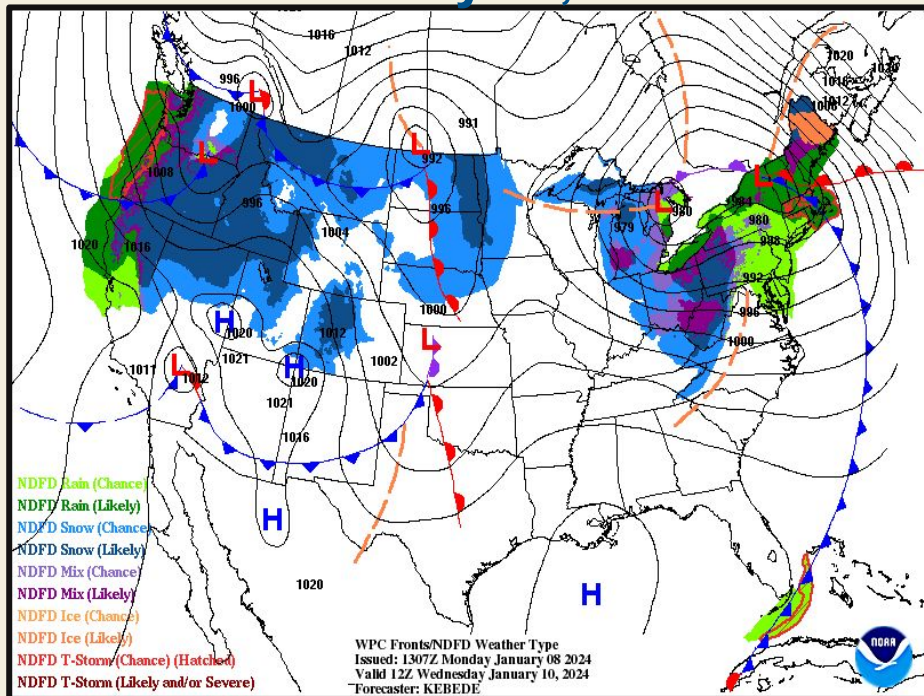 1016
1012
1020
1016
1020
1012
996
1000
991
992
1008
996
996
1004
1020
1016
984
980
980
979
988
992
1000
996
1000
1012
1020
1021
1002
1011
1012
1020
1021
1016
1020
L
L
L
L
L
L
L
H
H
H
H
NDFD Rain (Chance)
NDFD Rain (Likely)
NDFD Snow (Chance)
NDFD Snow (Likely)
NDFD Mix (Chance)
NDFD Mix (Likely)
NDFD Ice (Chance)
NDFD Ice (Likely)
NDFD T-Storm (Chance) (Hatched)
NDFD T-Storm (Likely and/or Severe)
WPC Fronts/NDFD Weather Type
Issued: 1307Z Monday January 08 2024
Valid 12Z Wednesday January 10, 2024
Forecaster: KEBEDE
NOAA